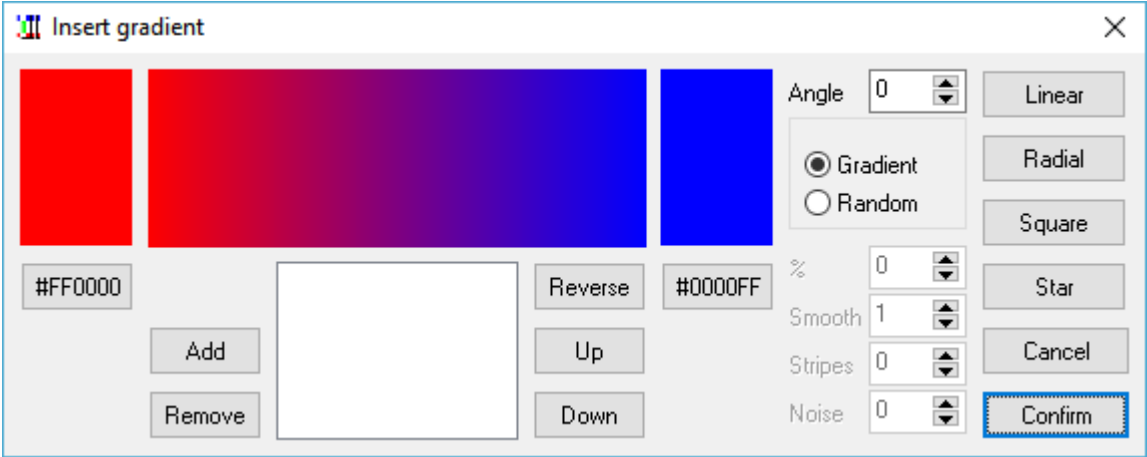 Insert gradient
Angle 0 Linear
Gradient Radial
Random
Square
#FF0000 Reverse #0000FF % 0 Star
Smooth 1
Add Up Stripes 0 Cancel
Remove Down Noise 0 Confirm